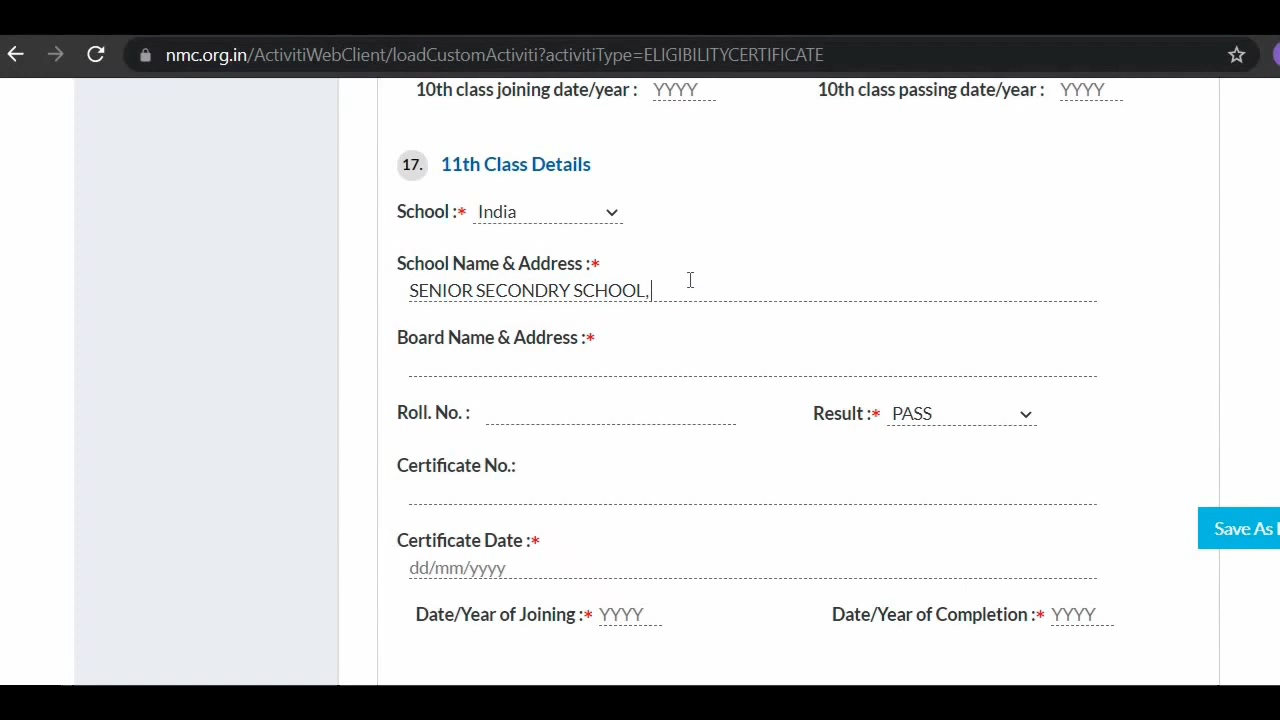 nmc.org.in/ActivitiWebClient/loadCustomActiviti?activitiType=ELIGIBILITYCERTIFICATE
10th class joining date/year : YYYY 10th class passing date/year : YYYY
17. 11th Class Details
School :* India
School Name & Address :*
SENIOR SECONDRY SCHOOL,
Board Name & Address :*
Roll. No. : Result :* PASS
Certificate No.:
Save As
Certificate Date :*
dd/mm/yyyy
Date/Year of Joining :* YYYY Date/Year of Completion :* YYYY